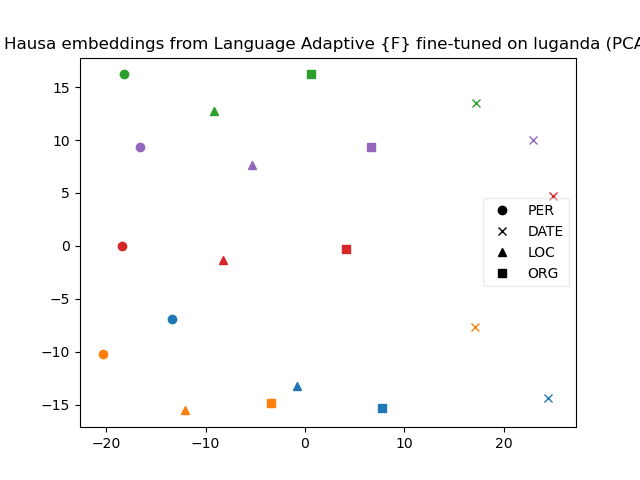 Hausa embeddings from Language Adaptive {F} fine-tuned on luganda (PCA
15
10
5
0
−5
−10
−15
−20
−10
0
10
20
PER
DATE
LOC
ORG